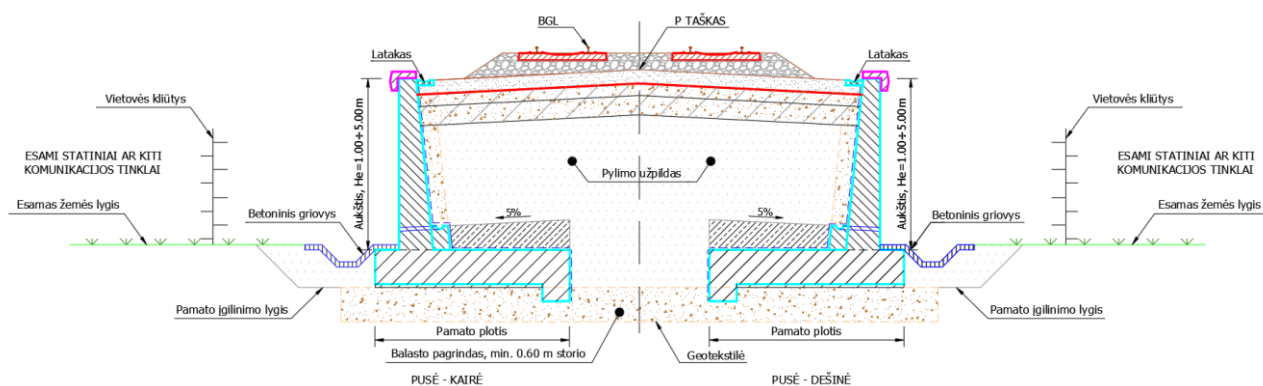 BGL
P TAŠKAS
Latakas
Latakas
Vietovės kliūtys
Vietovės kliūtys
ESAMI STATINIAI AR KITI
KOMUNIKACIJOS TINKLAI
Aukštis, He=1.00÷5.00m
Pylimo užpildas
Aukštis, He=1.00÷5.00m
ESAMI STATINIAI AR KITI
KOMUNIKACIJOS TINKLAI
Esamas žemės lygis
Betoninis griovys
5%
5%
Betoninis griovys
Esamas žemės lygis
Pamato įgilinimo lygis
Pamato įgilinimo lygis
Pamato plotis
Pamato plotis
Balasto pagrindas, min. 0.60 m storio
Geotekstilė
PUSĖ - KAIRĖ
PUSĖ - DEŠINĖ